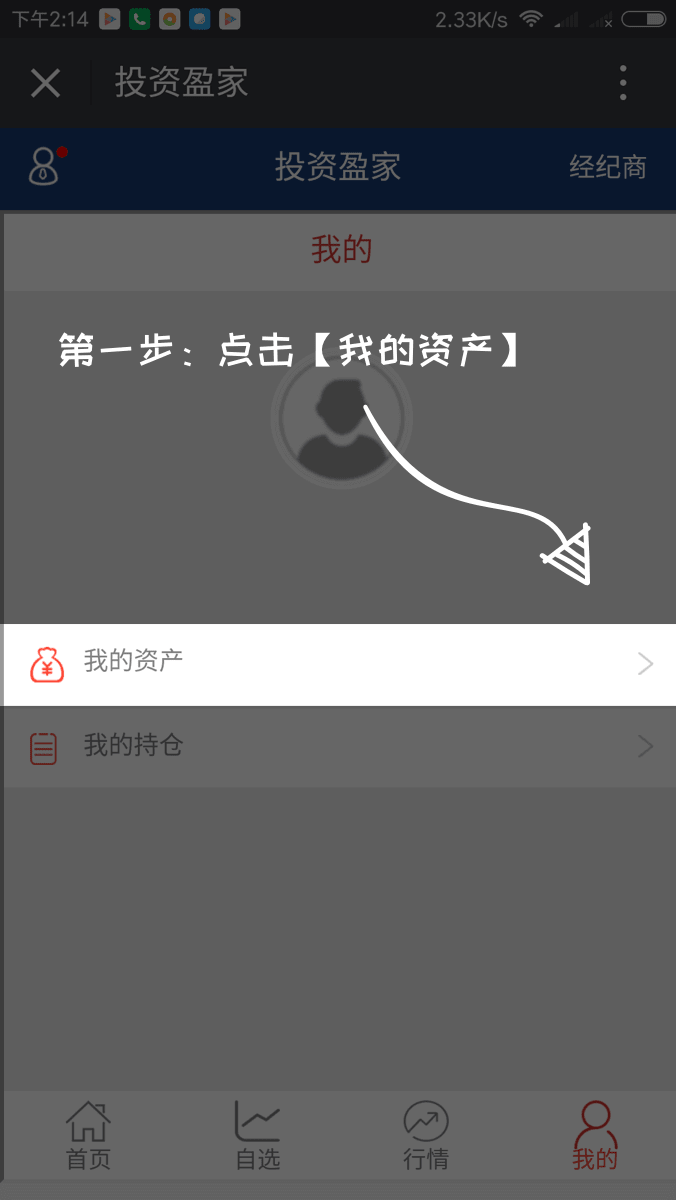 下午2:14 2.33K/s
投资盈家
投资盈家 经纪商
我的
第一步：点击【我的资产】
我的资产
我的持仓
首页 自选 行情 我的